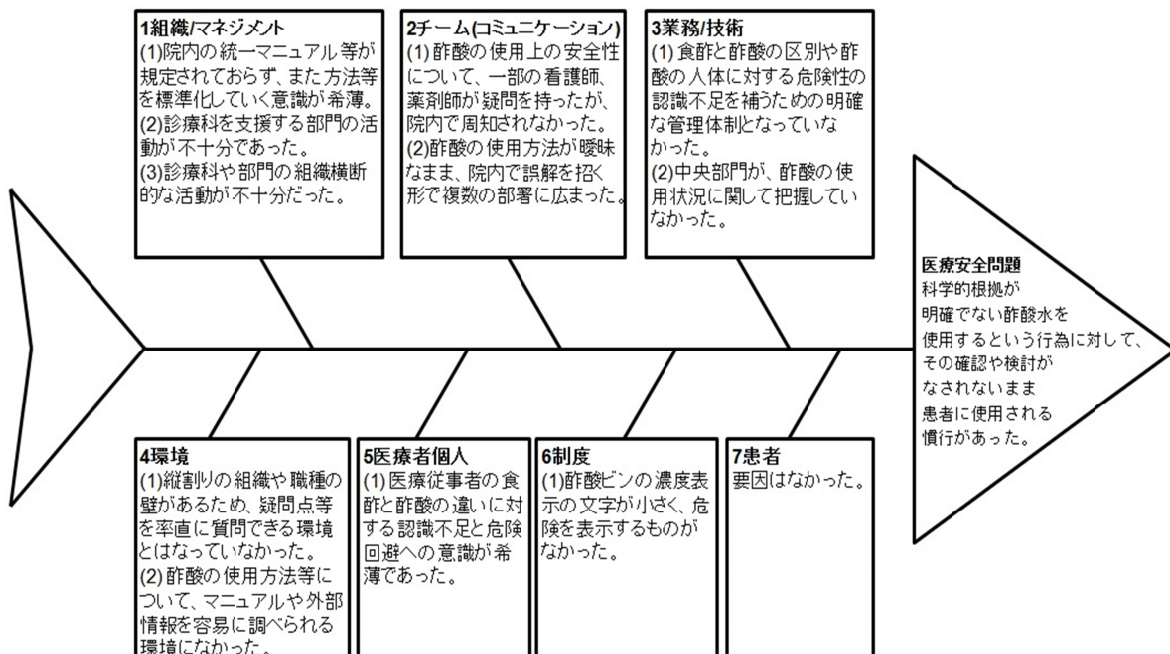 1組織/マネジメント
(1)院内の統一マニュアル等が
規定されておらず、また方法等
を標準化していく意識が希薄。
(2)診療科を支援する部門の活
動が不十分であった。
(3)診療科や部門の組織横断
的な活動が不十分だった。
2チーム(コミュニケーション)
(1)酢酸の使用上の安全性
について、一部の看護師、
薬剤師が疑問を持ったが、
院内で周知されなかった。
(2)酢酸の使用方法が曖昧
なまま、院内で誤解を招く
形で複数の部署に広まった。
3業務/技術
(1)食酢と酢酸の区別や酢
酸の人体に対する危険性の
認識不足を補うための明確
な管理体制となっていな
かった。
(2)中央部門が、酢酸の使
用状況に関して把握してい
なかった。
医療安全問題
科学的根拠が
明確でない酢酸水を
使用するという行為に対して、
その確認や検討が
なされないまま
患者に使用される
慣行があった。
4環境
(1)縦割りの組織や職種の
壁があるため、疑問点等
を率直に質問できる環境
とはなっていなかった。
(2)酢酸の使用方法等に
ついて、マニュアルや外部
情報を容易に調べられる
環境になかった。
5医療者個人
(1)医療従事者の食
酢と酢酸の違いに対
する認識不足と危険
回避への意識が希
薄であった。
6制度
(1)酢酸ビンの濃度表
示の文字が小さく、危
険を表示するものが
なかった。
7患者
要因はなかった。